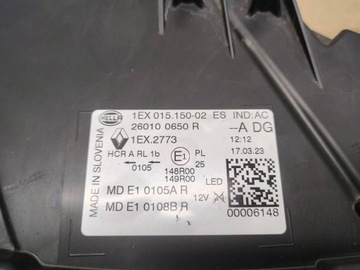 HELLA
1EX 015.150-02 ES IND:AC
26010 0650 R --A DG
1EX.2773 12:12
HCR A RL 1b E1 PL 17.03.23
0105 25
148R00
149R00
MD E1 0105A R LED
MD E1 0108B R 12V
00006148
MADE IN SLOVENIA